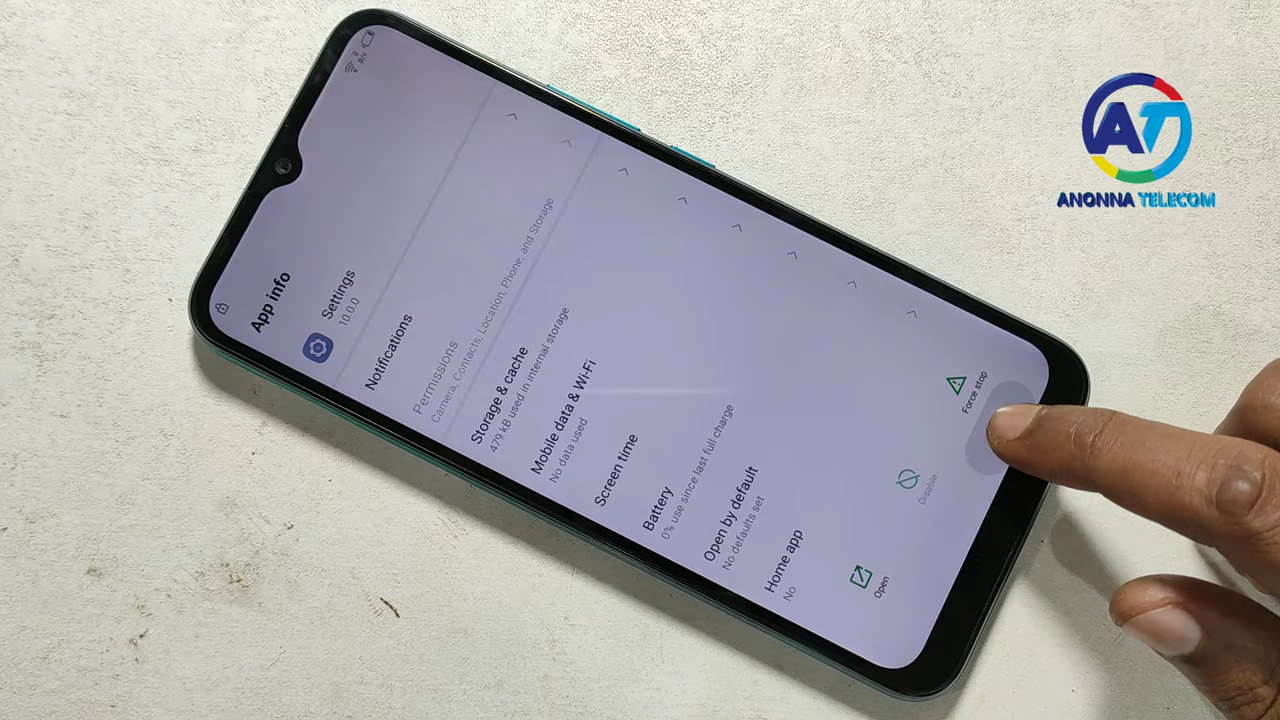 0
B/s
App info
Settings
10.0.0
Notifications
Permissions
Camera, Contacts, Location, Phone, and Storage
Storage & cache
479 kB used in internal storage
Mobile data & Wi-Fi
No data used
Screen time
Battery
0% use since last full charge
Open by default
No defaults set
Home app
No
Open
Disable
Force stop
AT
ANONNA TELECOM